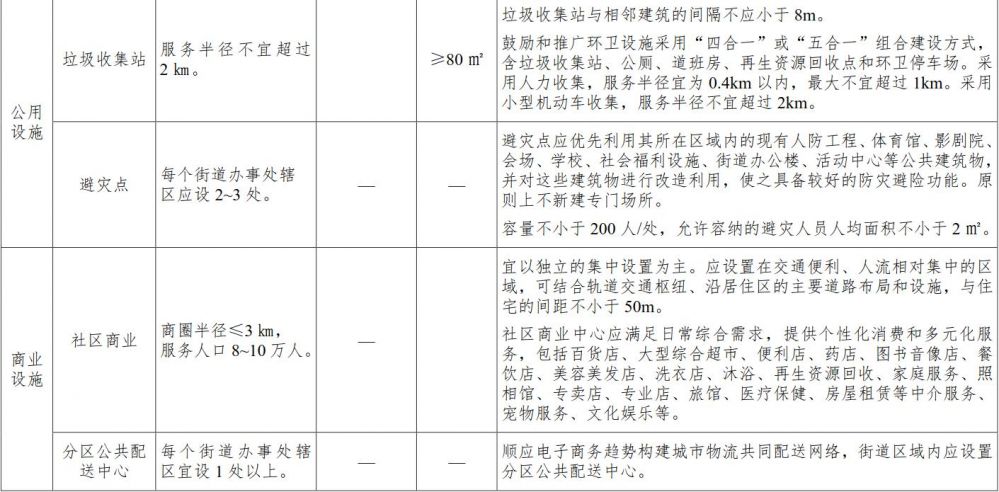 公用
设施
垃圾收集站
服务半径不宜超过
2 ㎞。
≥80 ㎡
垃圾收集站与相邻建筑的间隔不应小于 8m。
鼓励和推广环卫设施采用“四合一”或“五合一”组合建设方式，
含垃圾收集站、公厕、道班房、再生资源回收点和环卫停车场。采
用人力收集，服务半径宜为 0.4km 以内，最大不宜超过 1km。采用
小型机动车收集，服务半径不宜超过 2km。
避灾点
每个街道办事处辖
区应设 2~3 处。
—
—
避灾点应优先利用其所在区域内的现有人防工程、体育馆、影剧院、
会场、学校、社会福利设施、街道办公楼、活动中心等公共建筑物，
并对这些建筑物进行改造利用，使之具备较好的防灾避险功能。原
则上不新建专门场所。
容量不小于 200 人/处，允许容纳的避灾人员人均面积不小于 2 ㎡。
商业
设施
社区商业
商圈半径≤3 ㎞，
服务人口 8~10 万人。
—
宜以独立的集中设置为主。应设置在交通便利、人流相对集中的区
域，可结合轨道交通枢纽、沿居住区的主要道路布局和设施，与住
宅的间距不小于 50m。
社区商业中心应满足日常综合需求，提供个性化消费和多元化服
务，包括百货店、大型综合超市、便利店、药店、图书音像店、餐
饮店、美容美发店、洗衣店、沐浴、再生资源回收、家庭服务、照
相馆、专卖店、专业店、旅馆、医疗保健、房屋租赁等中介服务、
宠物服务、文化娱乐等。
分区公共配
送中心
每个街道办事处辖
区宜设 1 处以上。
—
—
顺应电子商务趋势构建城市物流共同配送网络，街道区域内应设置
分区公共配送中心。